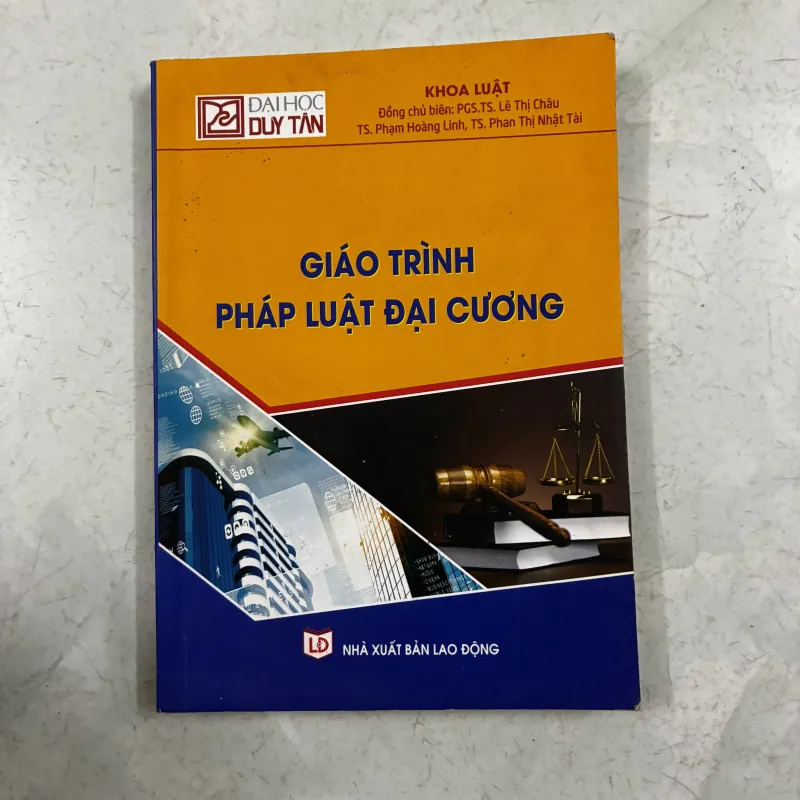 ĐẠI HỌC
DUY TÂN
KHOA LUẬT
Đồng chủ biên: PGS.TS. Lê Thị Châu
TS. Phạm Hoàng Linh, TS. Phan Thị Nhật Tài
GIÁO TRÌNH
PHÁP LUẬT ĐẠI CƯƠNG
LĐ
NHÀ XUẤT BẢN LAO ĐỘNG